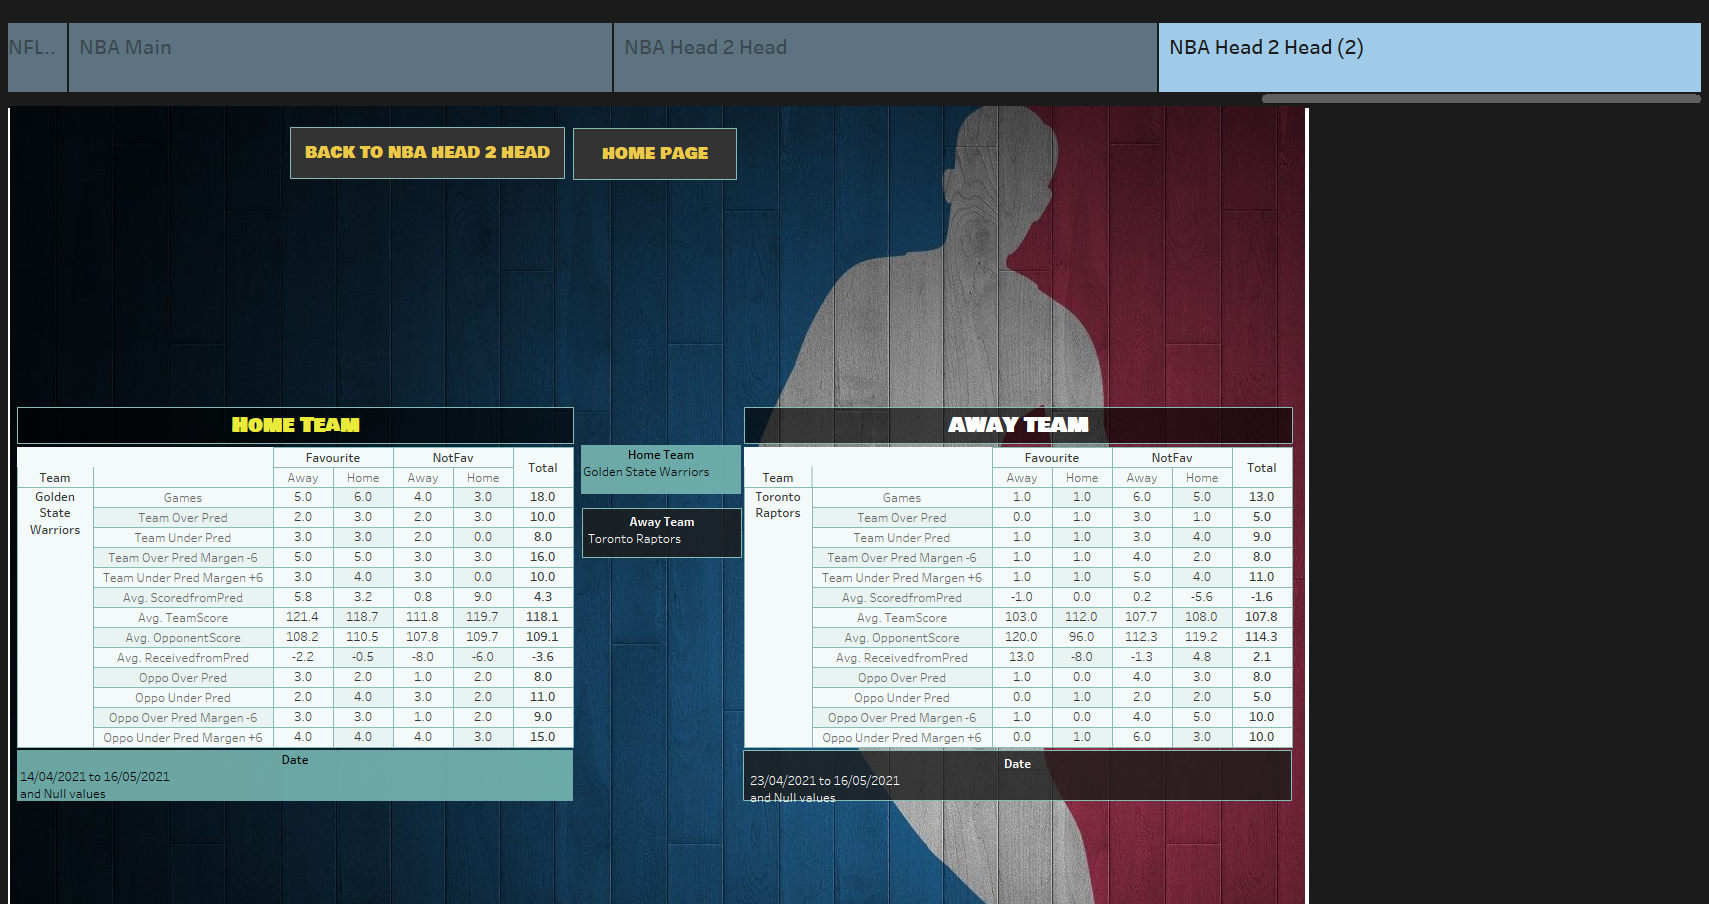 NFL..
NBA Main
NBA Head 2 Head
NBA Head 2 Head (2)
BACK TO NBA HEAD 2 HEAD
HOME PAGE
Home Team
Favourite NotFav Total
Team Away Home Away Home
Golden State Warriors
Games 5.0 6.0 4.0 3.0 18.0
Team Over Pred 2.0 3.0 2.0 3.0 10.0
Team Under Pred 3.0 3.0 2.0 0.0 8.0
Team Over Pred Margen -6 5.0 5.0 3.0 3.0 16.0
Team Under Pred Margen +6 3.0 4.0 3.0 0.0 10.0
Avg. ScoredfromPred 5.8 3.2 0.8 9.0 4.3
Avg. TeamScore 121.4 118.7 111.8 119.7 118.1
Avg. OpponentScore 108.2 110.5 107.8 109.7 109.1
Avg. ReceivedfromPred -2.2 -0.5 -8.0 -6.0 -3.6
Oppo Over Pred 3.0 2.0 1.0 2.0 8.0
Oppo Under Pred 2.0 4.0 3.0 2.0 11.0
Oppo Over Pred Margen -6 3.0 3.0 1.0 2.0 9.0
Oppo Under Pred Margen +6 4.0 4.0 4.0 3.0 15.0
Date
14/04/2021 to 16/05/2021
and Null values
Home Team
Golden State Warriors
Away Team
Toronto Raptors
AWAY TEAM
Favourite NotFav Total
Team Away Home Away Home
Toronto Raptors
Games 1.0 1.0 6.0 5.0 13.0
Team Over Pred 0.0 1.0 3.0 1.0 5.0
Team Under Pred 1.0 1.0 3.0 4.0 9.0
Team Over Pred Margen -6 1.0 1.0 4.0 2.0 8.0
Team Under Pred Margen +6 1.0 1.0 5.0 4.0 11.0
Avg. ScoredfromPred -1.0 0.0 0.2 -5.6 -1.6
Avg. TeamScore 103.0 112.0 107.7 108.0 107.8
Avg. OpponentScore 120.0 96.0 112.3 119.2 114.3
Avg. ReceivedfromPred 13.0 -8.0 -1.3 4.8 2.1
Oppo Over Pred 1.0 0.0 4.0 3.0 8.0
Oppo Under Pred 0.0 1.0 2.0 2.0 5.0
Oppo Over Pred Margen -6 1.0 0.0 4.0 5.0 10.0
Oppo Under Pred Margen +6 0.0 1.0 6.0 3.0 10.0
Date
23/04/2021 to 16/05/2021
and Null values